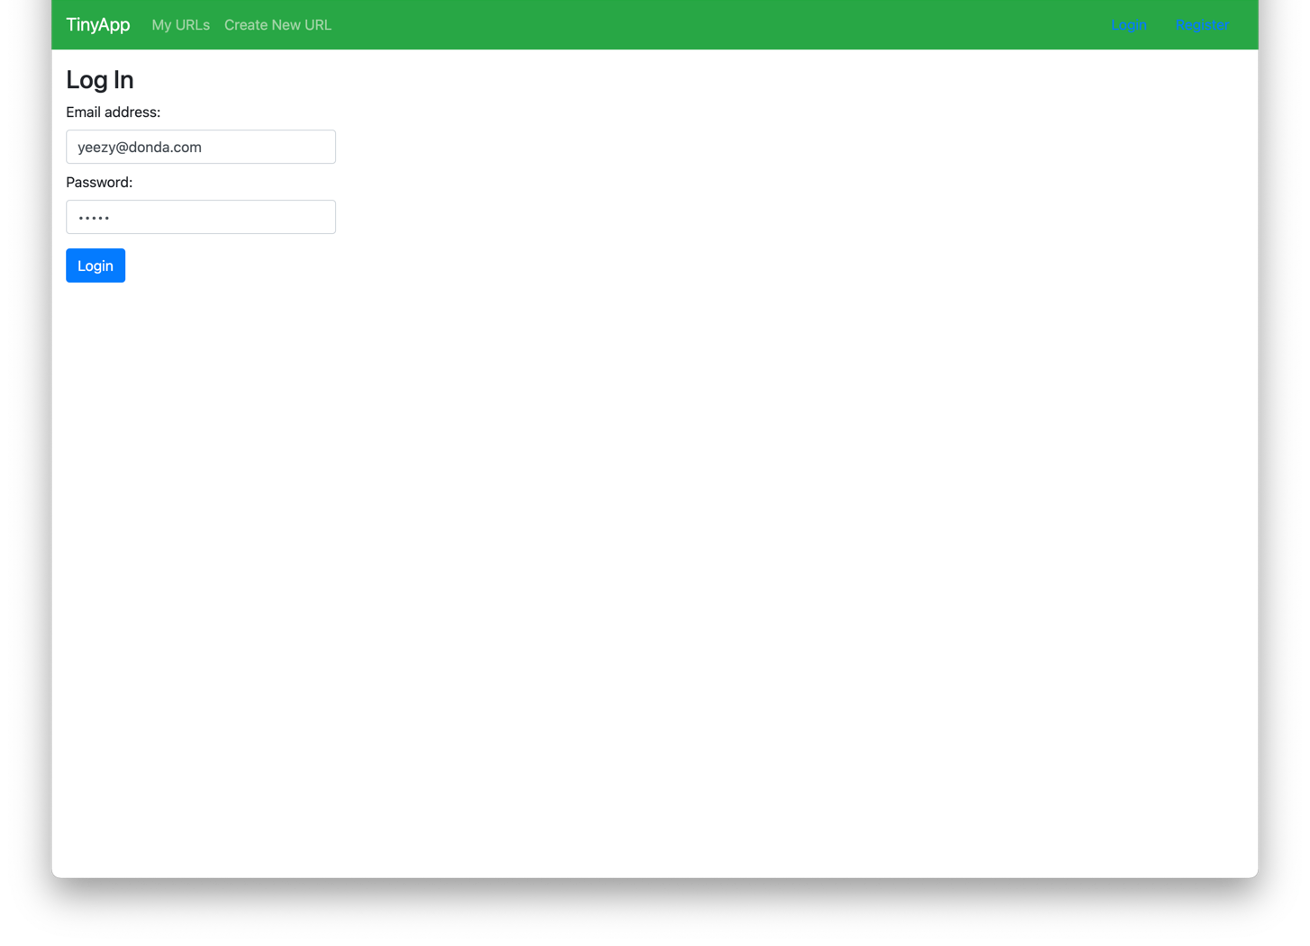 TinyApp My URLs Create New URL Login Register
Log In
Email address:
yeezy@donda.com
Password:
•••••
Login